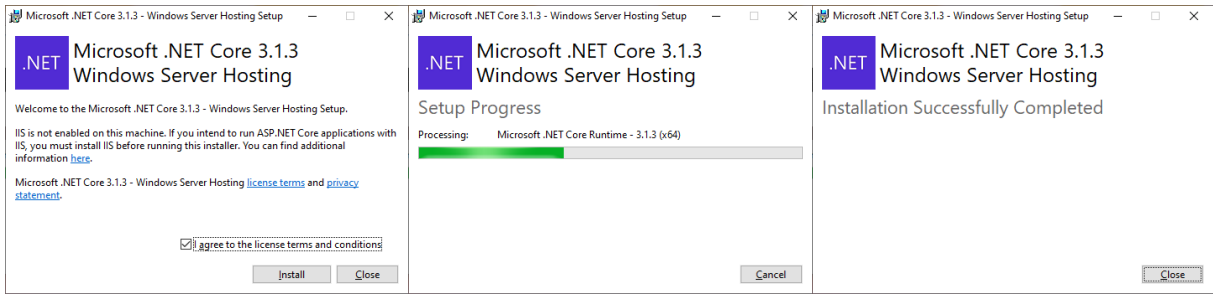 Microsoft .NET Core 3.1.3 - Windows Server Hosting Setup
.NET
Microsoft .NET Core 3.1.3
Windows Server Hosting
Welcome to the Microsoft .NET Core 3.1.3 - Windows Server Hosting Setup.
IIS is not enabled on this machine. If you intend to run ASP.NET Core applications with
IIS, you must install IIS before running this installer. You can find additional
information here.
Microsoft .NET Core 3.1.3 - Windows Server Hosting license terms and privacy
statement.
I agree to the license terms and conditions
Install
Close
Microsoft .NET Core 3.1.3 - Windows Server Hosting Setup
.NET
Microsoft .NET Core 3.1.3
Windows Server Hosting
Setup Progress
Processing: Microsoft .NET Core Runtime - 3.1.3 (x64)
Cancel
Microsoft .NET Core 3.1.3 - Windows Server Hosting Setup
.NET
Microsoft .NET Core 3.1.3
Windows Server Hosting
Installation Successfully Completed
Close